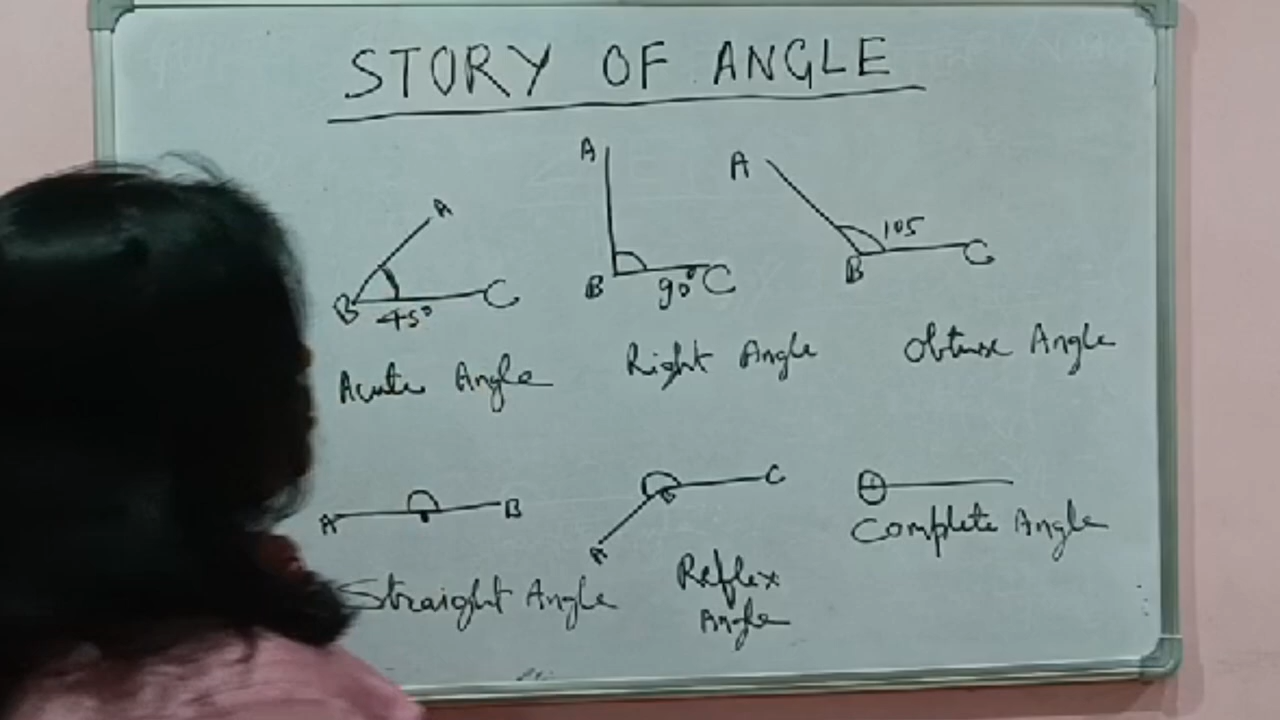 STORY OF ANGLE
A
A
A
B
C
45°
B
C
90°
B
C
105
Acute Angle
Right Angle
Obtuse Angle
A
B
A
C
Straight Angle
Reflex
Angle
Complete Angle